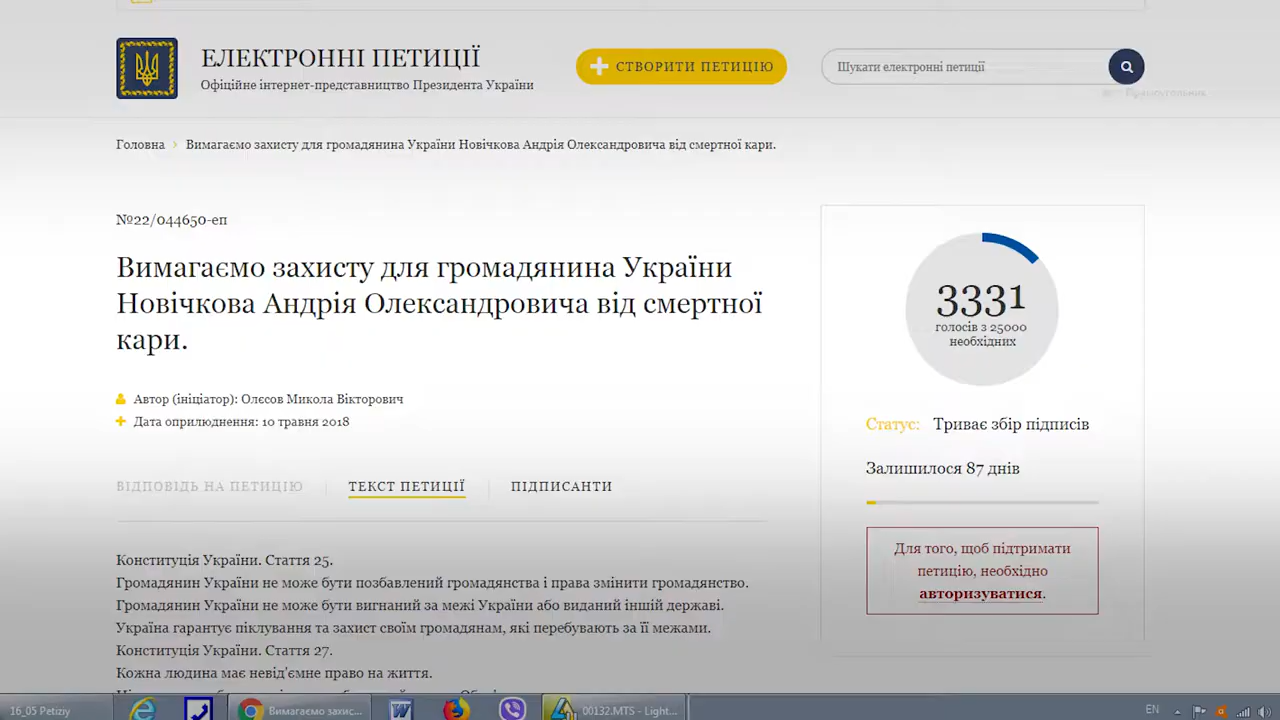 ЕЛЕКТРОННІ ПЕТИЦІЇ
Офіційне інтернет-представництво Президента України
СТВОРИТИ ПЕТИЦІЮ
Шукати електронні петиції
Прямоугольник
Головна > Вимагаємо захисту для громадянина України Новічкова Андрія Олександровича від смертної кари.
№22/044650-еп
Вимагаємо захисту для громадянина України
Новічкова Андрія Олександровича від смертної
кари.
3331
голосів з 25000
необхідних
Автор (ініціатор): Олєсов Микола Вікторович
Дата оприлюднення: 10 травня 2018
Статус: Триває збір підписів
Залишилося 87 днів
ВІДПОВІДЬ НА ПЕТИЦІЮ
ТЕКСТ ПЕТИЦІЇ
ПІДПИСАНТИ
Для того, щоб підтримати
петицію, необхідно
авторизуватися.
Конституція України. Стаття 25.
Громадянин України не може бути позбавлений громадянства і права змінити громадянство.
Громадянин України не може бути вигнаний за межі України або виданий іншій державі.
Україна гарантує піклування та захист своїм громадянам, які перебувають за її межами.
Конституція України. Стаття 27.
Кожна людина має невід'ємне право на життя.
16_05 Petiziy
Вимагаємо захис...
00132.MTS - Light...
EN